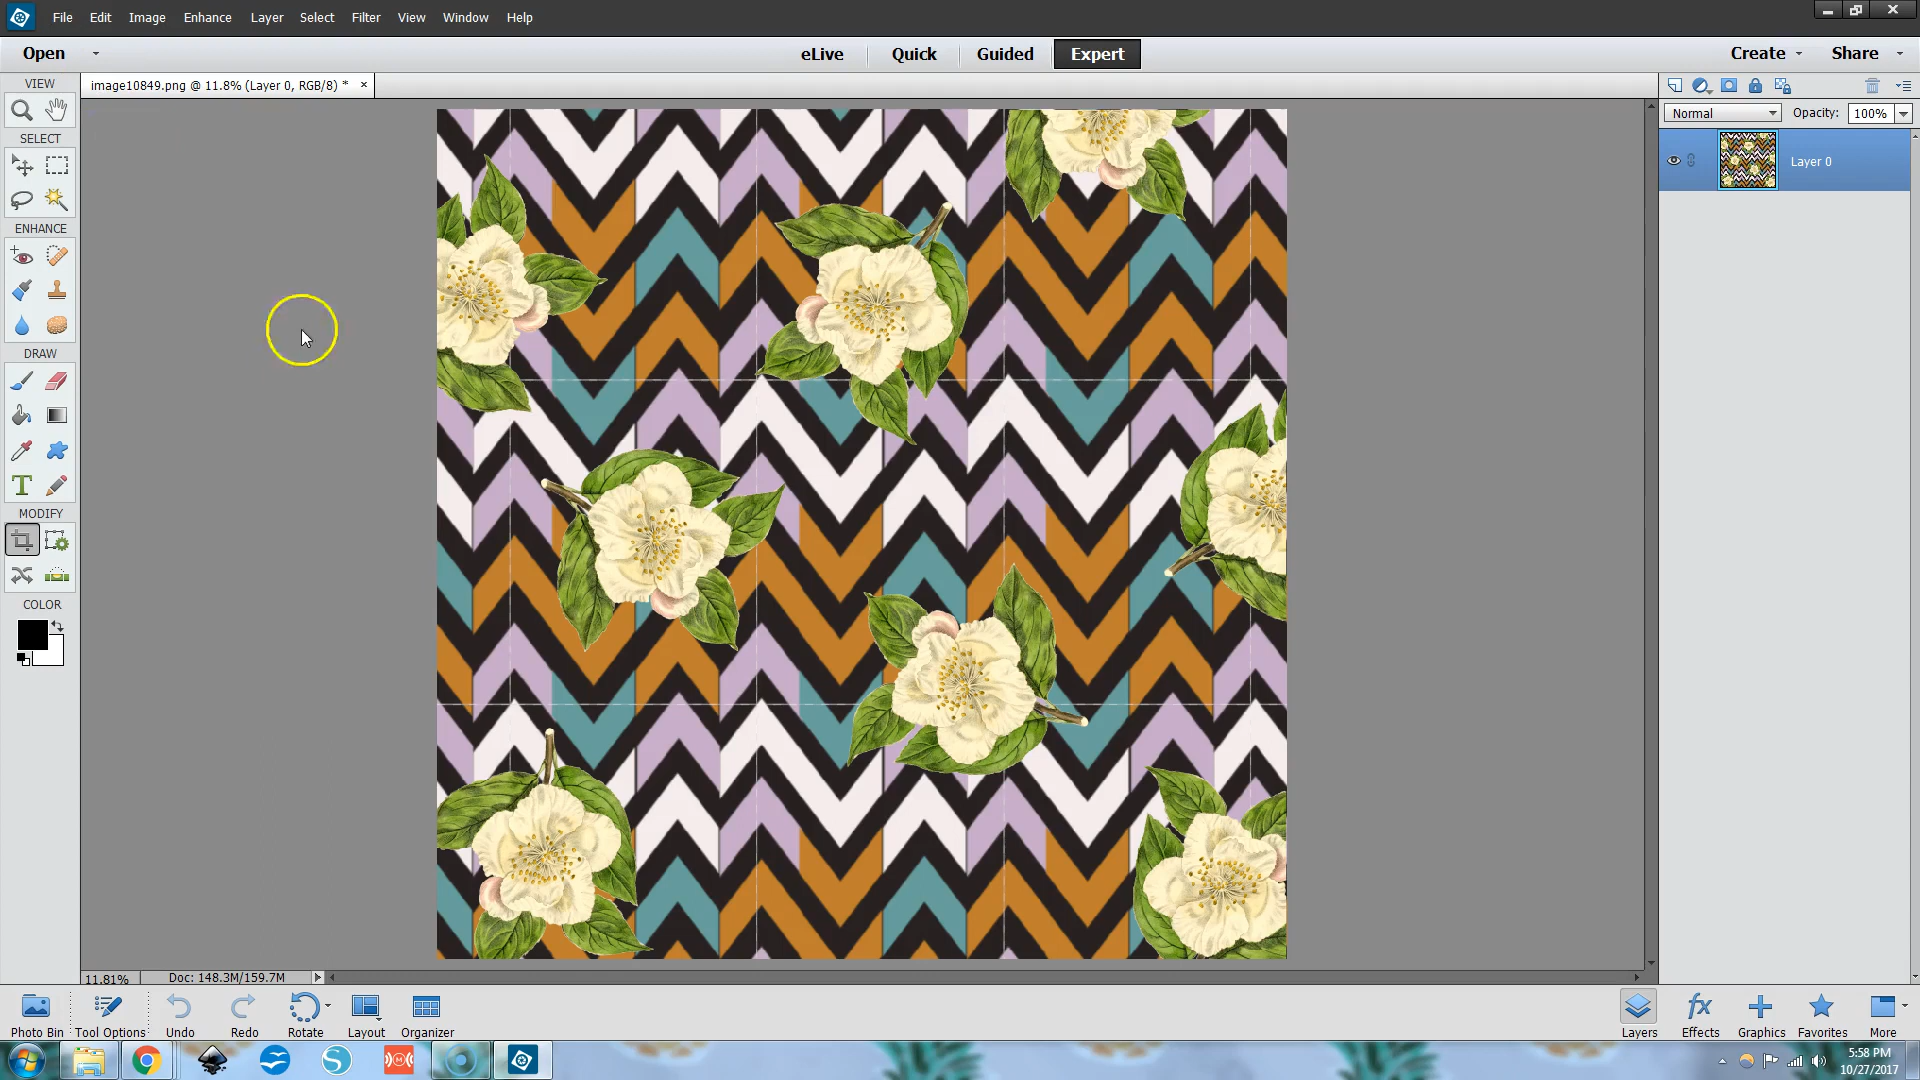 File Edit Image Enhance Layer Select Filter View Window Help
Open eLive Quick Guided Expert Create Share
VIEW image10849.png @ 11.8% (Layer 0, RGB/8) * ×
Normal Opacity: 100%
SELECT
Layer 0
ENHANCE
DRAW
T
MODIFY
COLOR
11.81% Doc: 148.3M/159.7M
fx
Photo Bin Tool Options Undo Redo Rotate Layout Organizer Layers Effects Graphics Favorites More
5:58 PM
10/27/2017